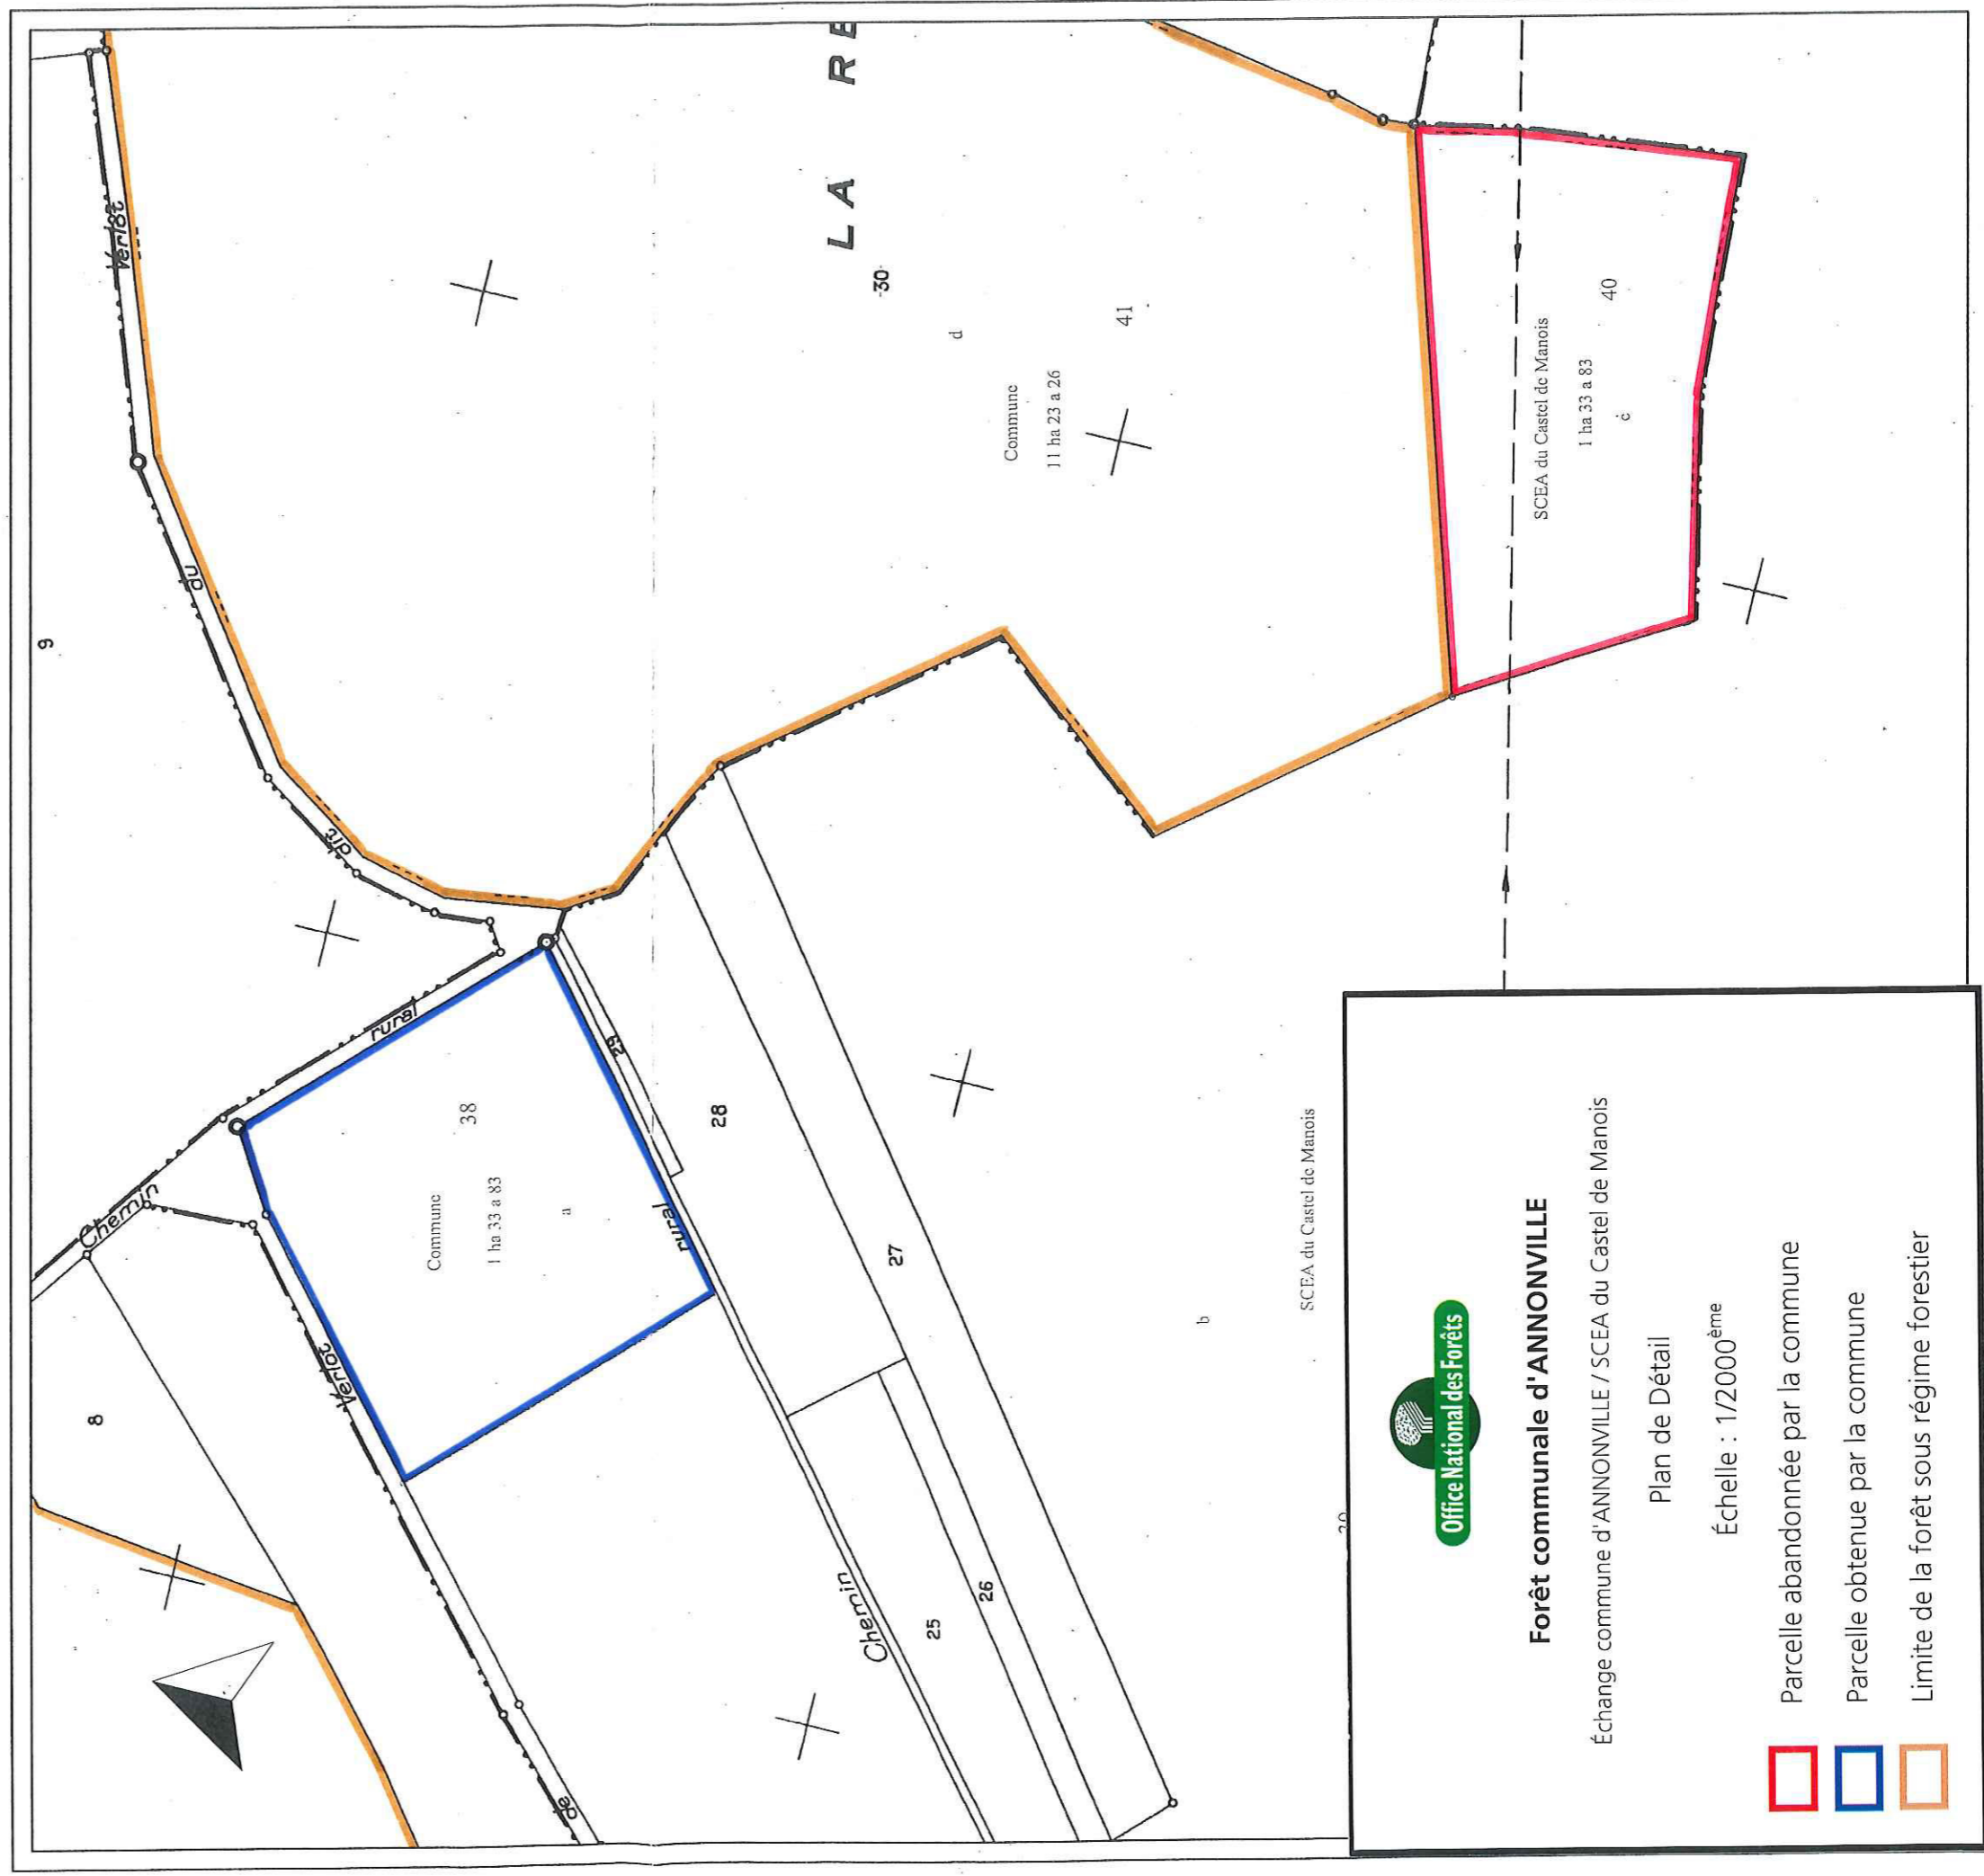 9
Verlot
du
dit
rural
Chemin
8
LA RE
30
d
41
Commune
11 ha 23 a 26
SCEA du Castel de Manois
1 ha 33 a 83
c
40
38
Commune
1 ha 33 a 83
a
Verlot
de
rural
Chemin
29
28
27
26
25
b
SCEA du Castel de Manois
Office National des Forêts
Forêt communale d'ANNONVILLE
Échange commune d'ANNONVILLE / SCEA du Castel de Manois
Plan de Détail
Échelle : 1/2000ème
Parcelle abandonnée par la commune
Parcelle obtenue par la commune
Limite de la forêt sous régime forestier